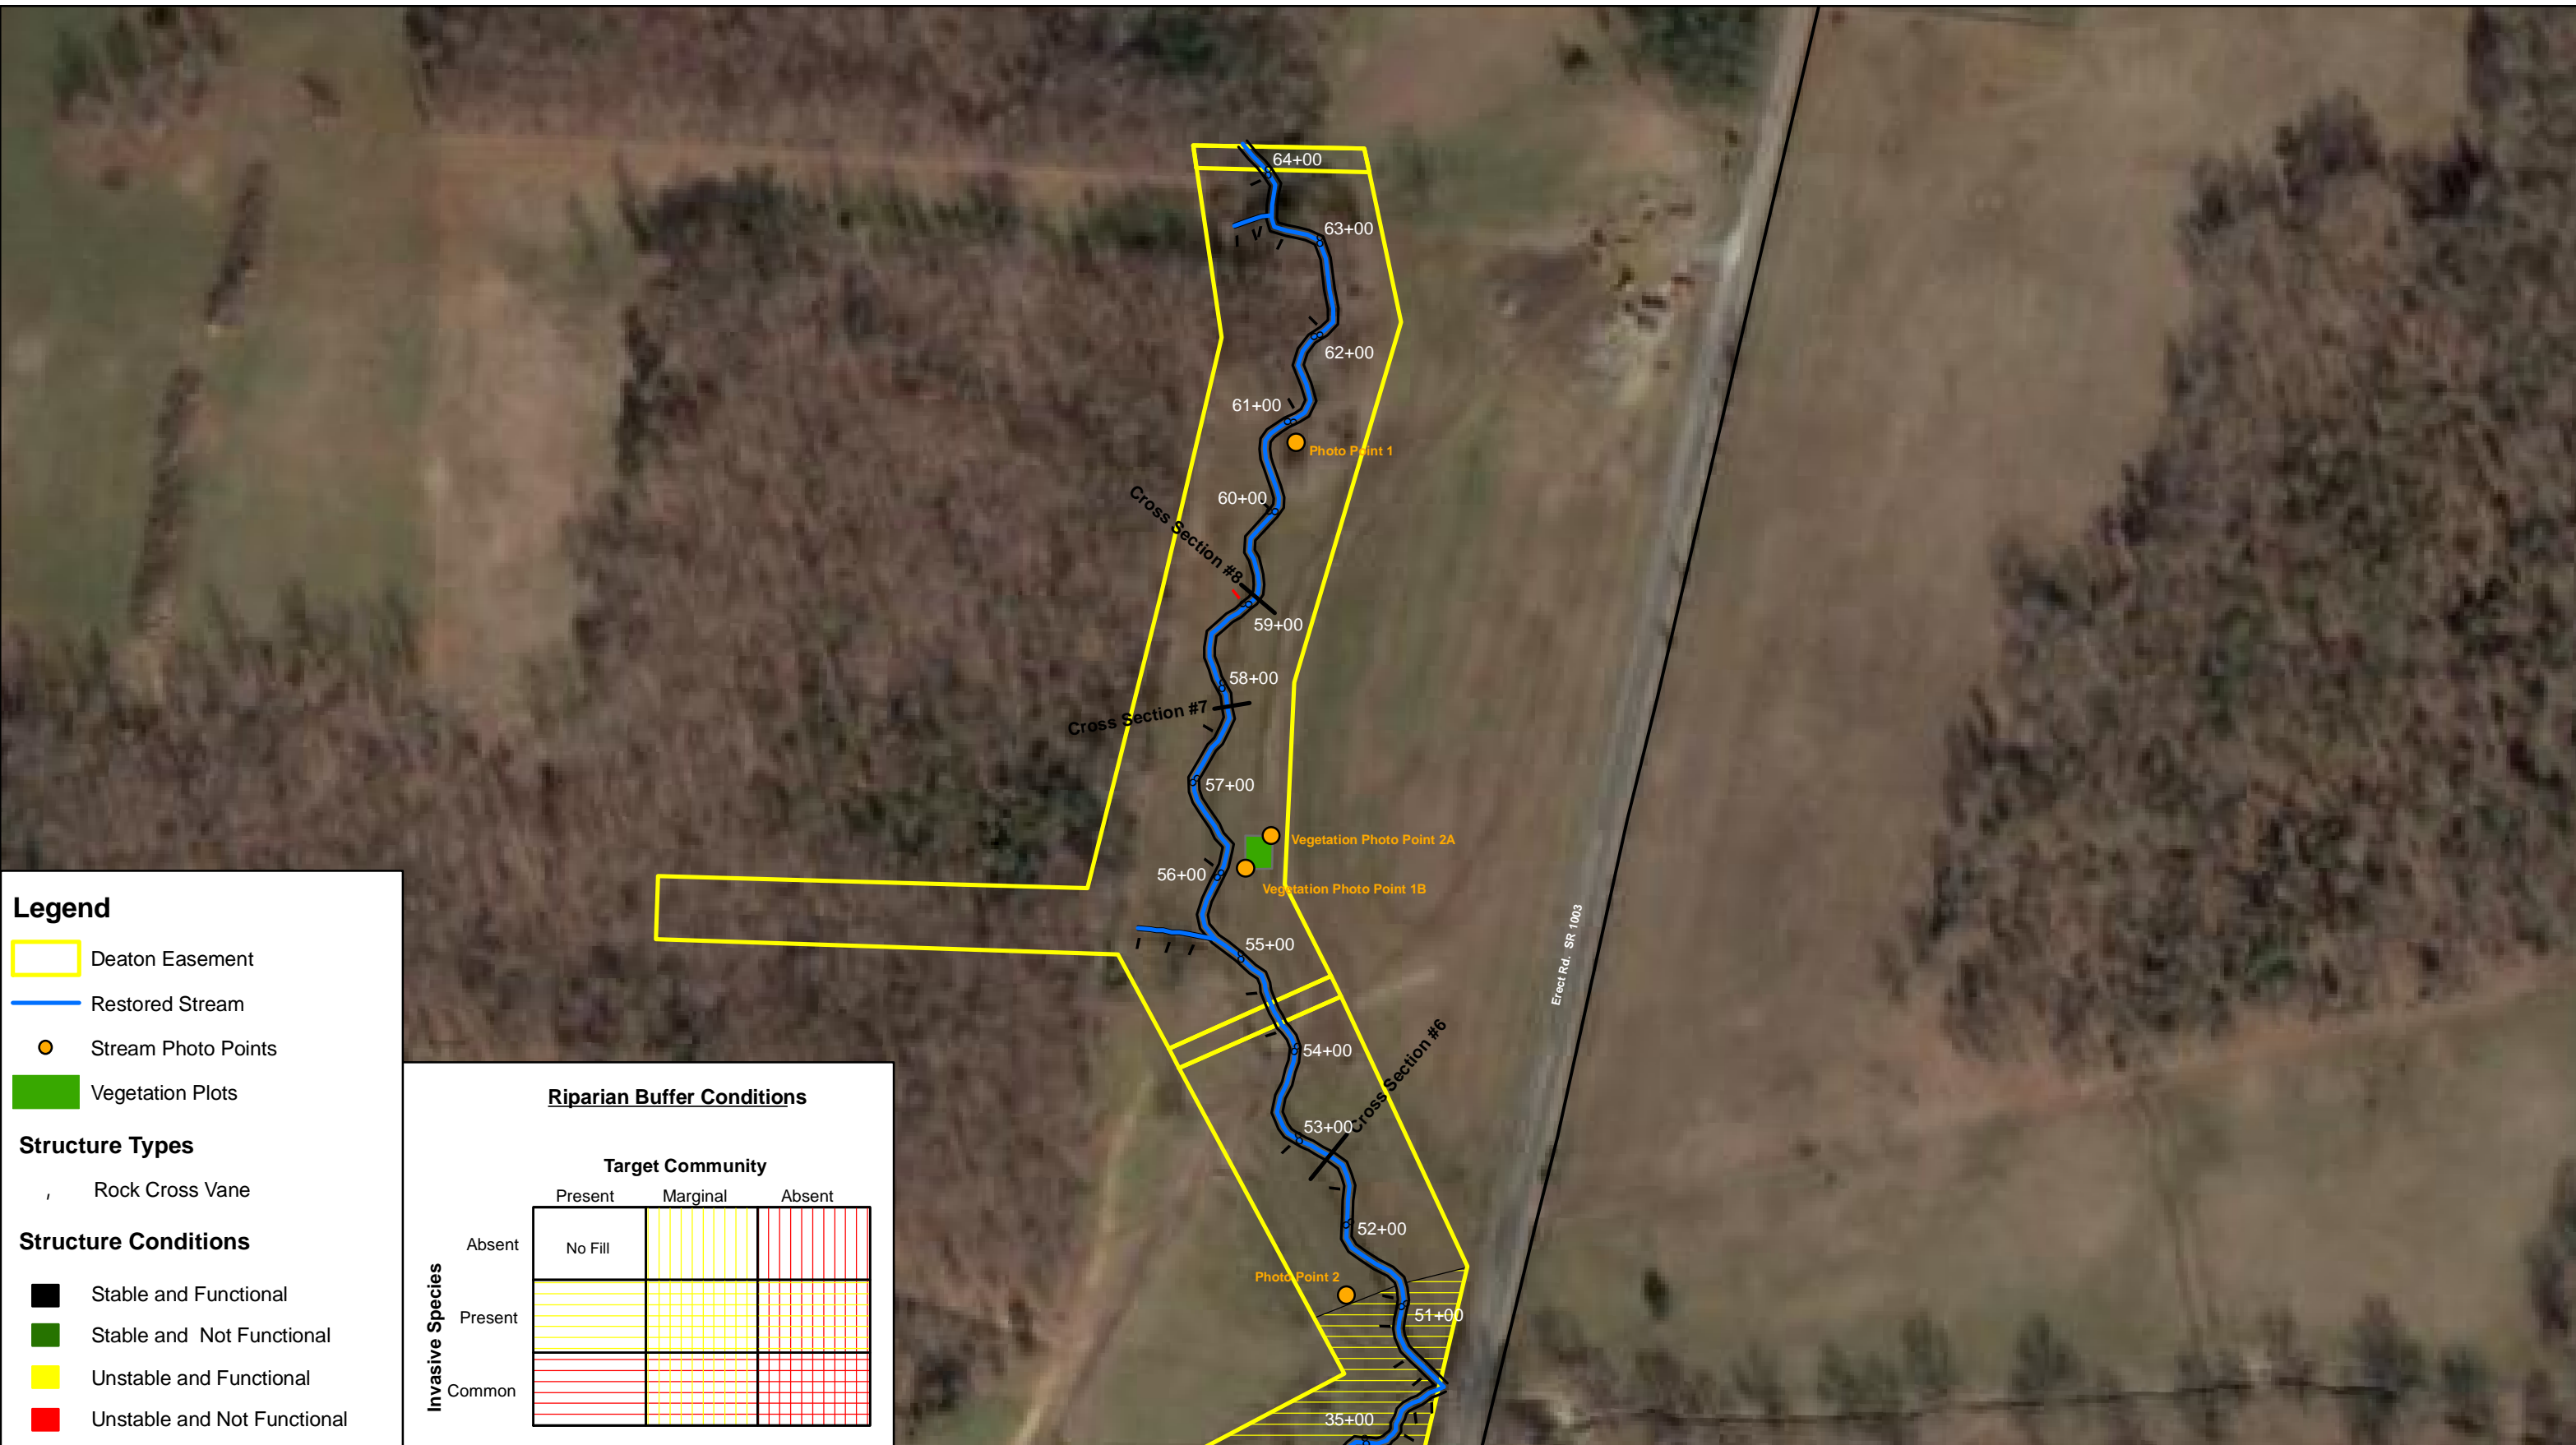 64+00
63+00
62+00
61+00
Photo Point 1
60+00
Cross Section #8
59+00
58+00
Cross Section #7
57+00
Vegetation Photo Point 2A
56+00
Vegetation Photo Point 1B
55+00
Erect Rd. SR 1003
54+00
Cross Section #6
53+00
52+00
Photo Point 2
51+00
35+00
Legend
Deaton Easement
Restored Stream
Stream Photo Points
Vegetation Plots
Structure Types
Rock Cross Vane
Structure Conditions
Stable and Functional
Stable and Not Functional
Unstable and Functional
Unstable and Not Functional
Riparian Buffer Conditions
Target Community
Present Marginal Absent
Invasive Species
Absent
No Fill
Present
Common